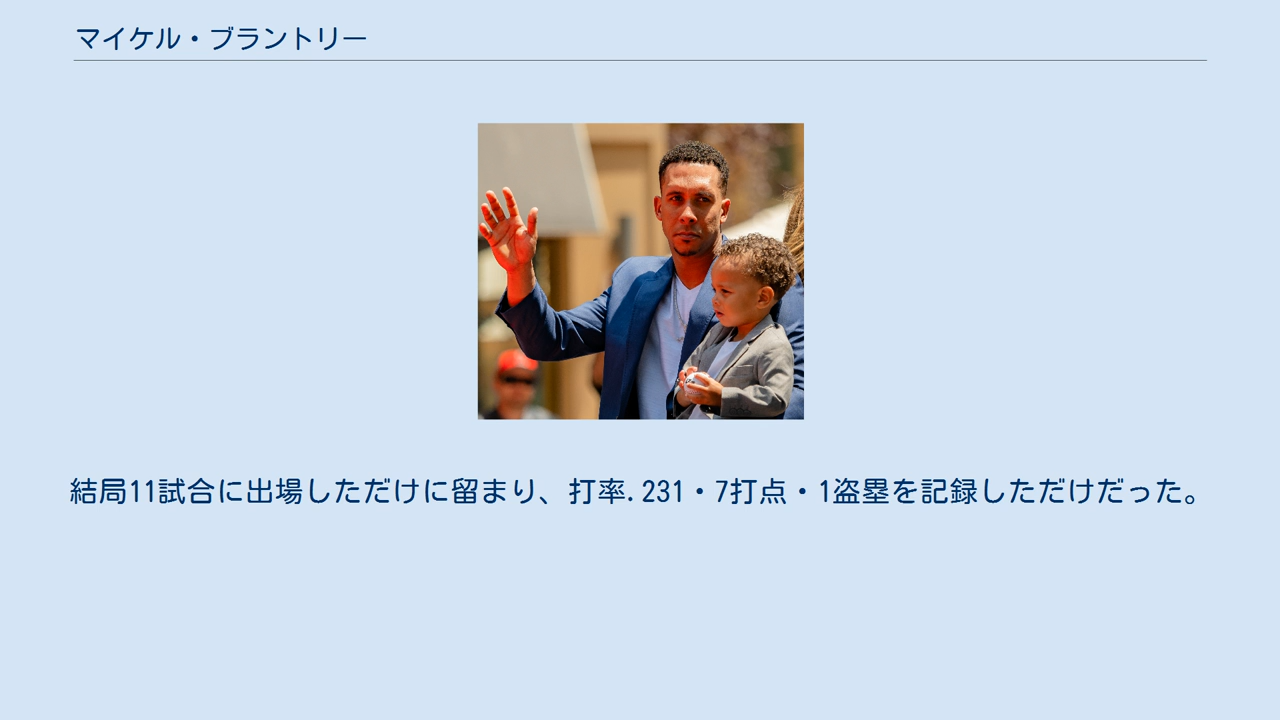 マイケル・ブラントリー
結局11試合に出場しただけに留まり、打率.231・7打点・1盗塁を記録しただけだった。